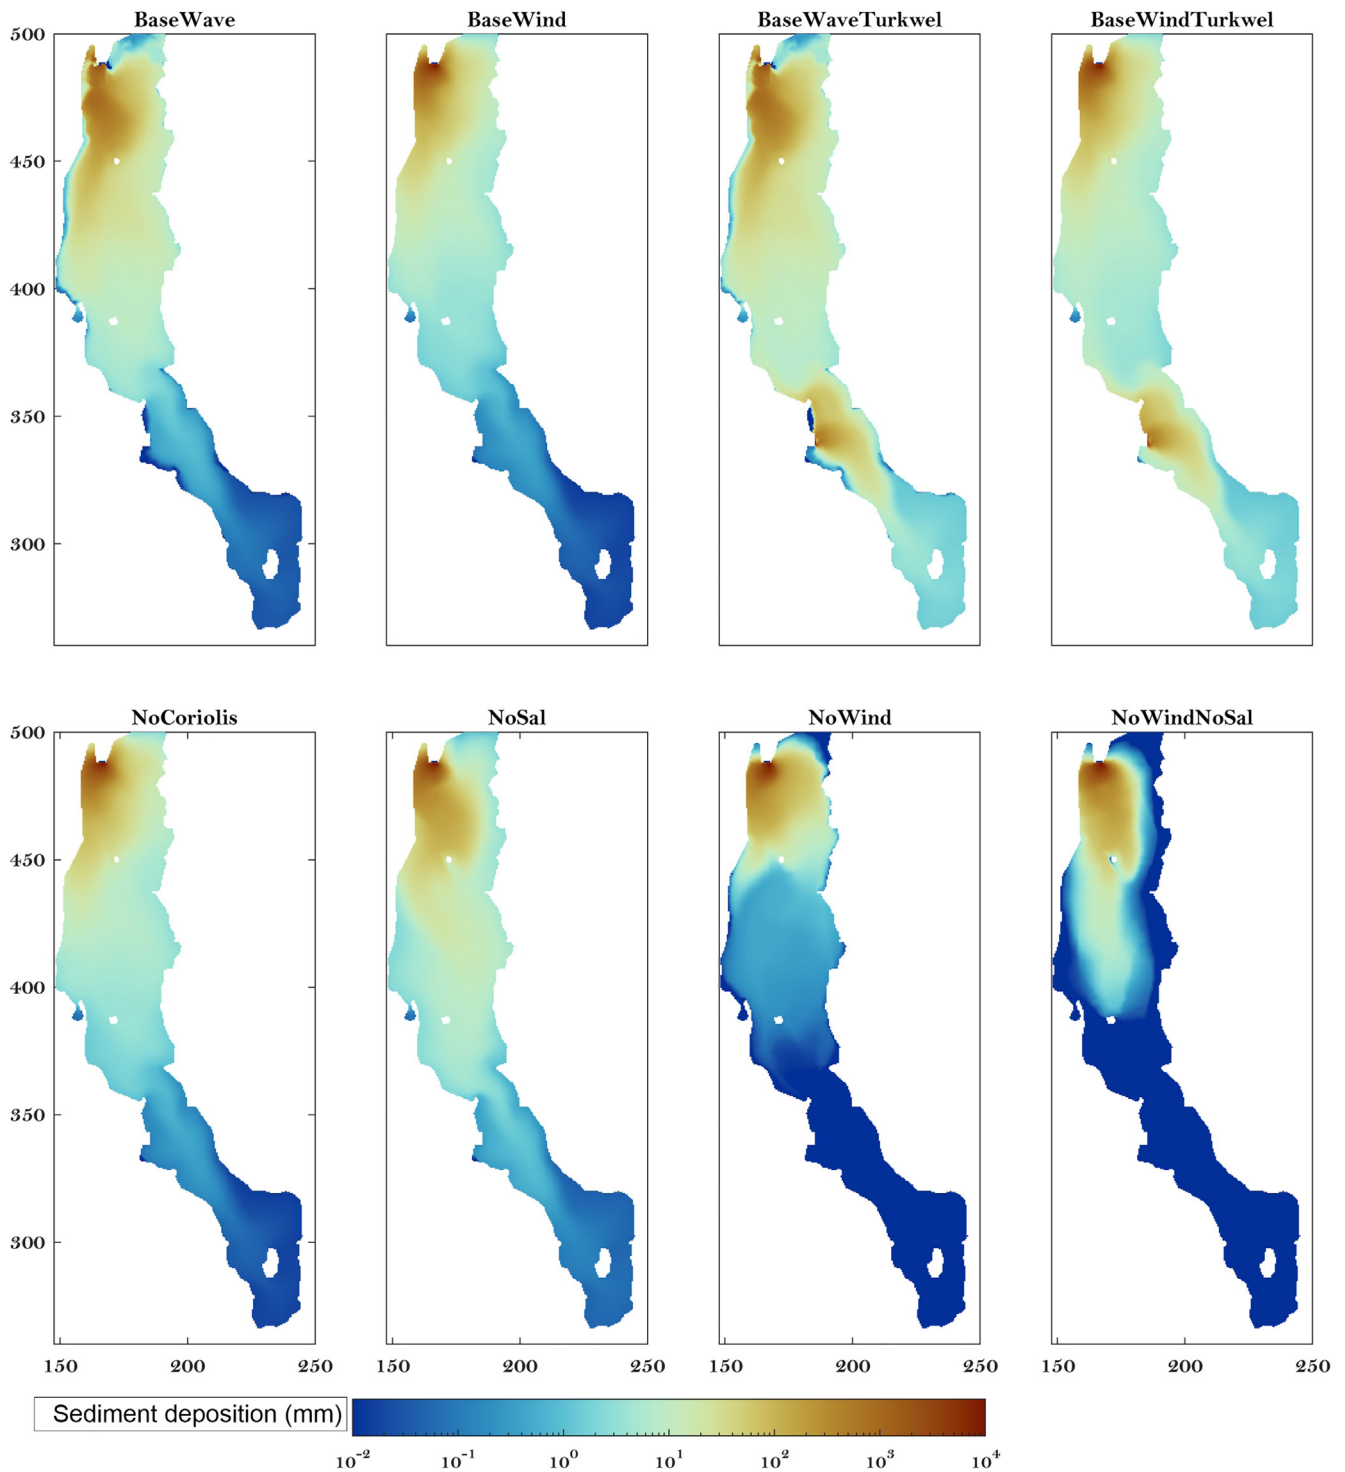 BaseWave BaseWind BaseWaveTurkwel BaseWindTurkwel
500
450
400
350
300
NoCoriolis NoSal NoWind NoWindNoSal
500
450
400
350
300
150 200 250 150 200 250 150 200 250 150 200 250
Sediment deposition (mm)
10⁻² 10⁻¹ 10⁰ 10¹ 10² 10³ 10⁴